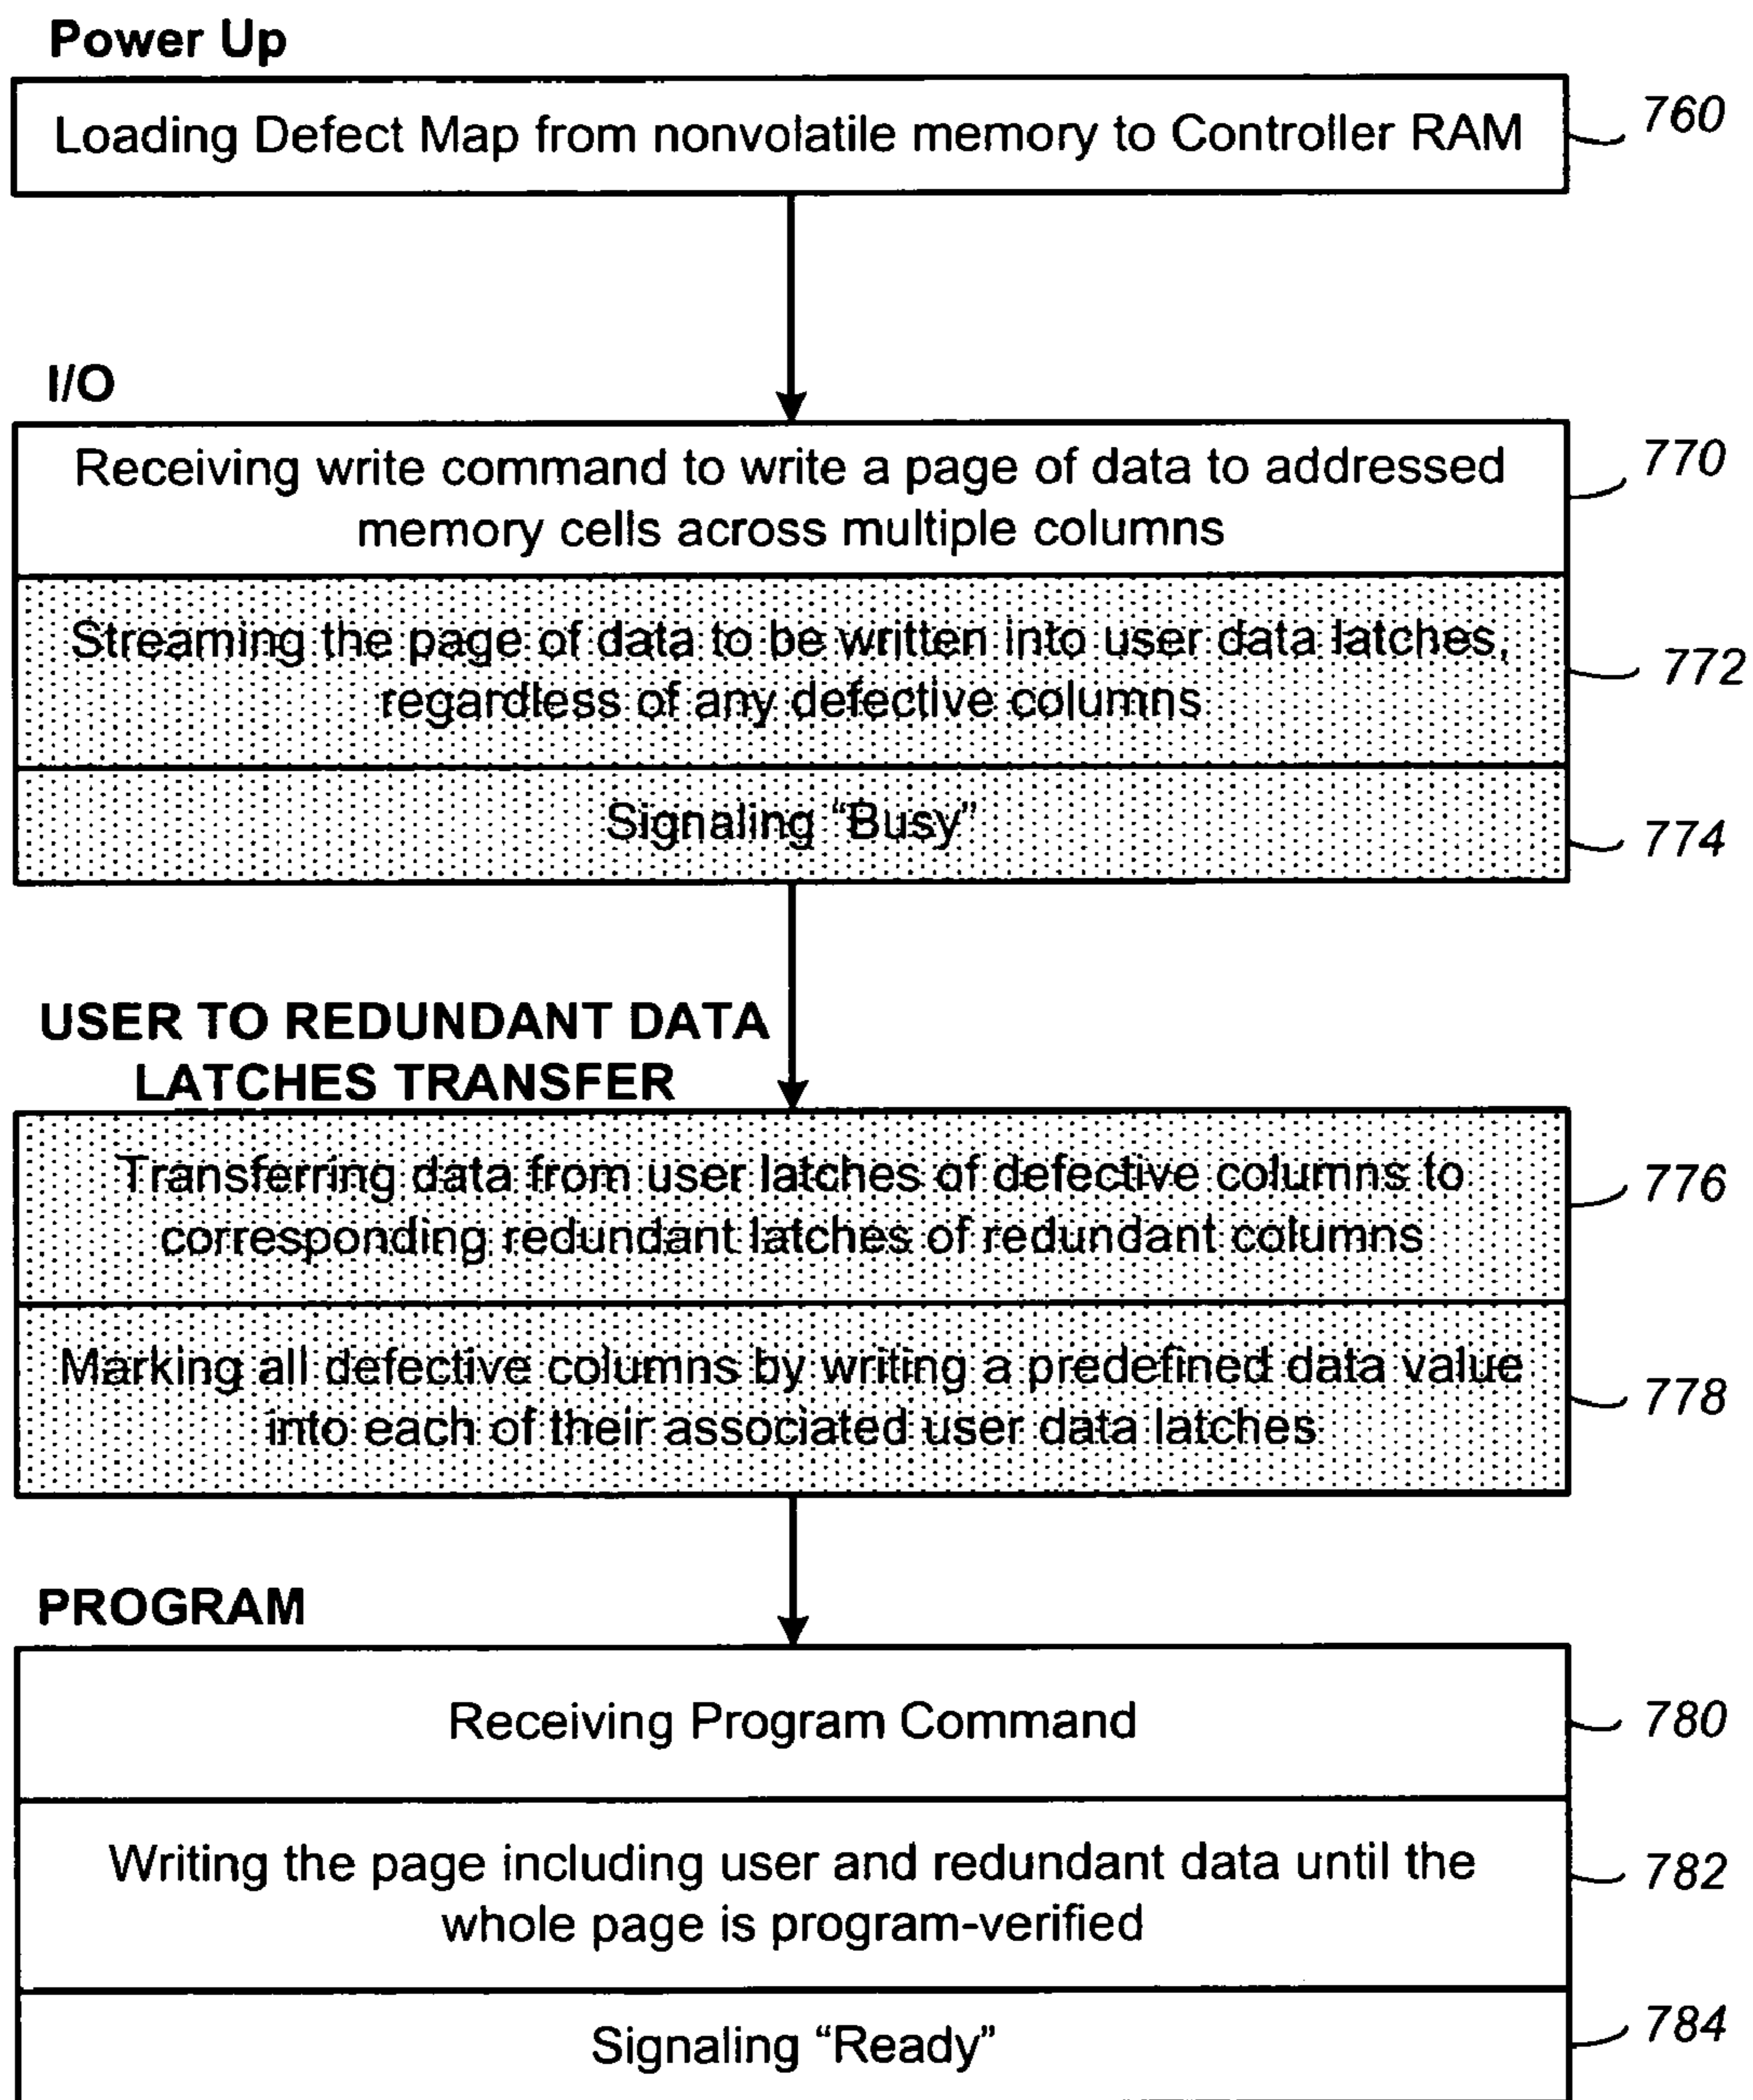 Power Up
Loading Defect Map from nonvolatile memory to Controller RAM
760
I/O
Receiving write command to write a page of data to addressed
memory cells across multiple columns
770
Streaming the page of data to be written into user data latches,
regardless of any defective columns
772
Signaling “Busy”
774
USER TO REDUNDANT DATA
LATCHES TRANSFER
Transferring data from user latches of defective columns to
corresponding redundant latches of redundant columns
776
Marking all defective columns by writing a predefined data value
into each of their associated user data latches
778
PROGRAM
Receiving Program Command
780
Writing the page including user and redundant data until the
whole page is program-verified
782
Signaling “Ready”
784